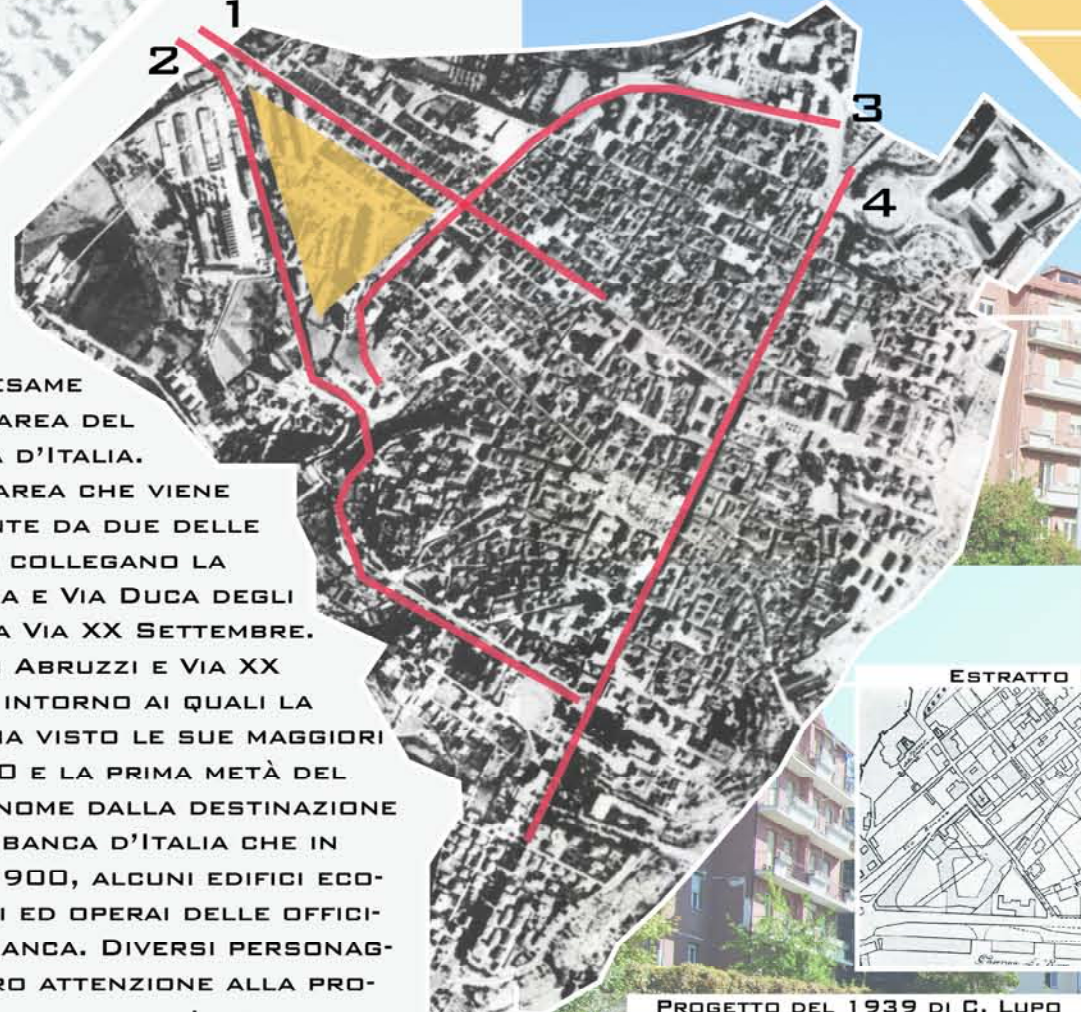 1
2
3
4
ESAME
AREA DEL
A D'ITALIA.
AREA CHE VIENE
NTE DA DUE DELLE
COLLEGANO LA
A E VIA DUCA DEGLI
A VIA XX SETTEMBRE.
I ABRUZZI E VIA XX
INTORNO AI QUALI LA
HA VISTO LE SUE MAGGIORI
0 E LA PRIMA METÀ DEL
NOME DALLA DESTINAZIONE
BANCA D'ITALIA CHE IN
900, ALCUNI EDIFICI ECO-
I ED OPERAI DELLE OFFICI-
ANCA. DIVERSI PERSONAG-
RO ATTENZIONE ALLA PRO-
ESTRATTO
PROGETTO DEL 1939 DI C. LUPO